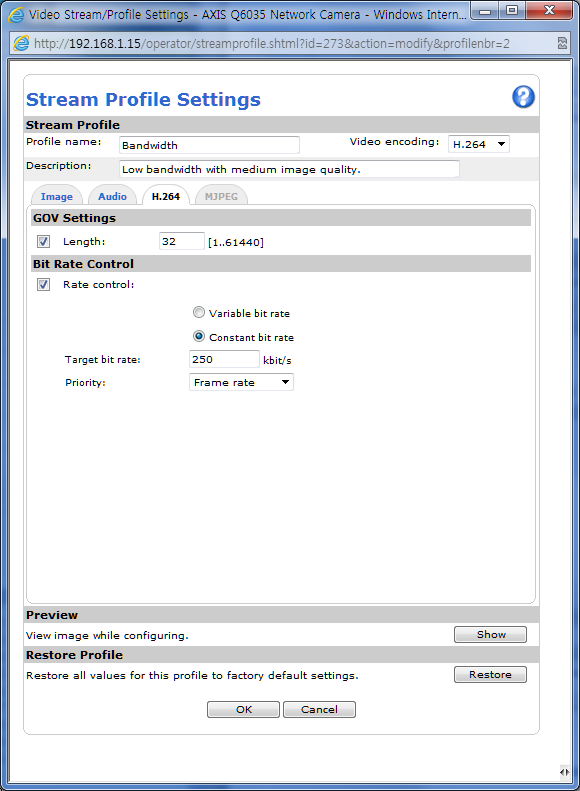 Video Stream/Profile Settings - AXIS Q6035 Network Camera - Windows Intern...
http://192.168.1.15/operator/streamprofile.shtml?id=273&action=modify&profilenbr=2
Stream Profile Settings
?
Stream Profile
Profile name: Bandwidth Video encoding: H.264
Description: Low bandwidth with medium image quality.
Image Audio H.264 MJPEG
GOV Settings
Length: 32 [1..61440]
Bit Rate Control
Rate control:
Variable bit rate
Constant bit rate
Target bit rate: 250 kbit/s
Priority: Frame rate
Preview
View image while configuring. Show
Restore Profile
Restore all values for this profile to factory default settings. Restore
OK Cancel